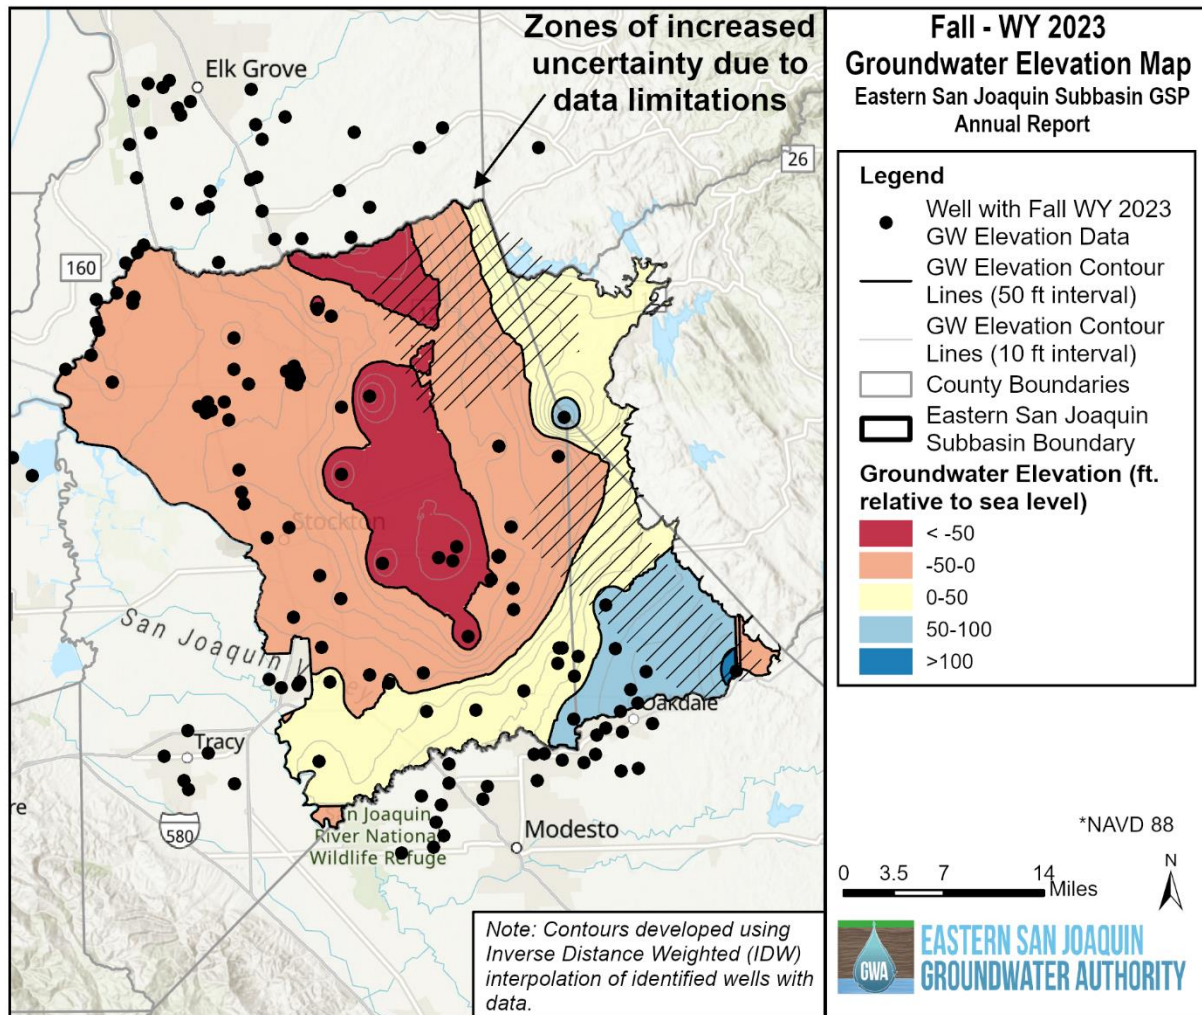 Zones of increased
uncertainty due to
data limitations
Elk Grove
26
160
Stockton
San Joaquin V
Oakdale
Tracy
580
Joaquin
River National
Wildlife Refuge
Modesto
re
Note: Contours developed using
Inverse Distance Weighted (IDW)
interpolation of identified wells with
data.
Fall - WY 2023
Groundwater Elevation Map
Eastern San Joaquin Subbasin GSP
Annual Report
Legend
Well with Fall WY 2023
GW Elevation Data
GW Elevation Contour
Lines (50 ft interval)
GW Elevation Contour
Lines (10 ft interval)
County Boundaries
Eastern San Joaquin
Subbasin Boundary
Groundwater Elevation (ft.
relative to sea level)
< -50
-50-0
0-50
50-100
>100
*NAVD 88
0 3.5 7 14
Miles
N
GWA
EASTERN SAN JOAQUIN
GROUNDWATER AUTHORITY